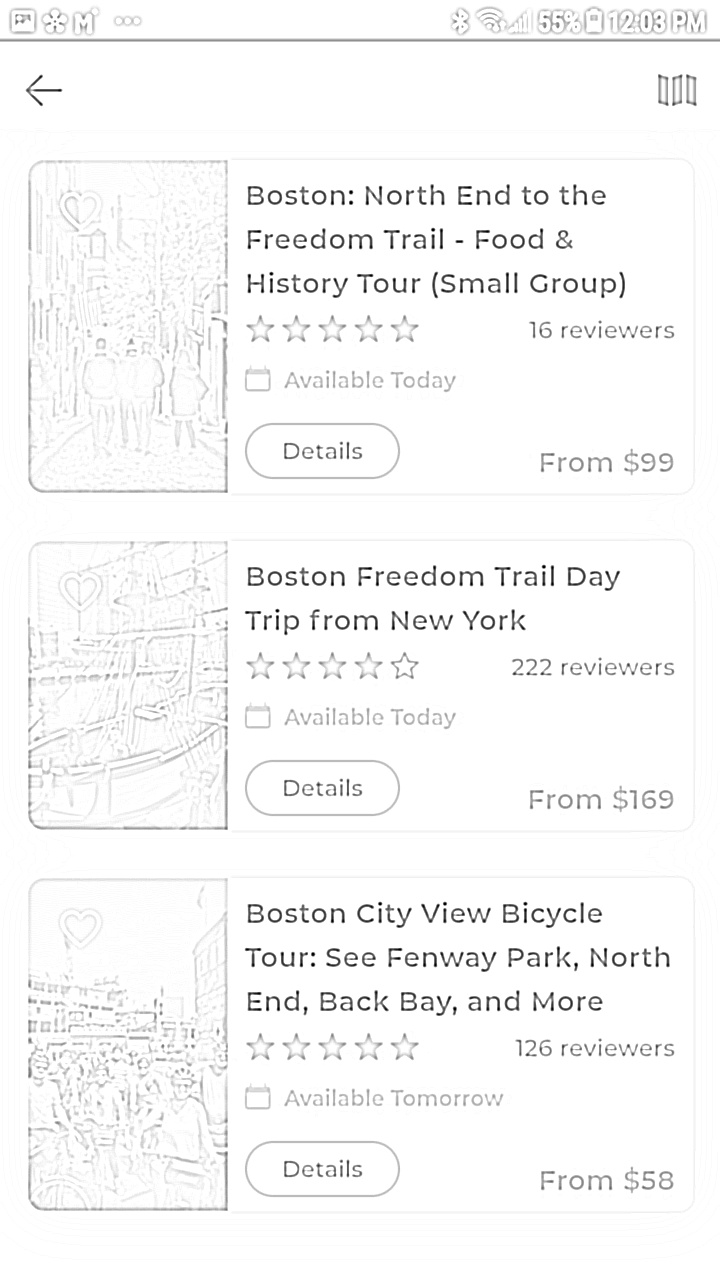 55% 12:03 PM
Boston: North End to the
Freedom Trail - Food &
History Tour (Small Group)
16 reviewers
Available Today
Details
From $99
Boston Freedom Trail Day
Trip from New York
222 reviewers
Available Today
Details
From $169
Boston City View Bicycle
Tour: See Fenway Park, North
End, Back Bay, and More
126 reviewers
Available Tomorrow
Details
From $58